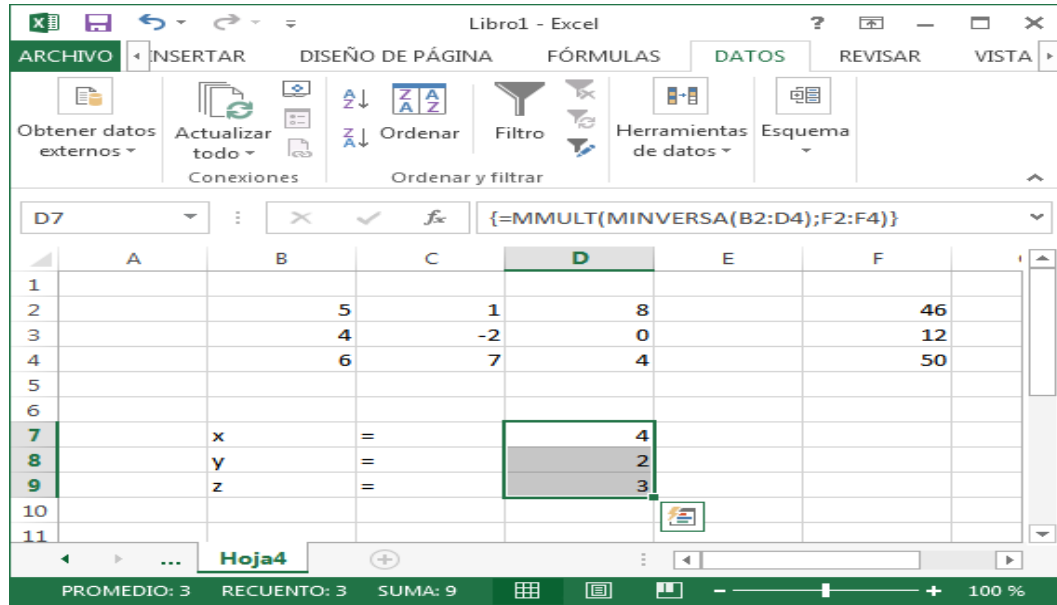 Libro1 - Excel
ARCHIVO INSERTAR DISEÑO DE PÁGINA FÓRMULAS DATOS REVISAR VISTA
Obtener datos externos
Actualizar todo
Ordenar
Filtro
Herramientas de datos
Esquema
Conexiones
Ordenar y filtrar
D7 fx {=MMULT(MINVERSA(B2:D4);F2:F4)}
A B C D E F
1
2 5 1 8 46
3 4 -2 0 12
4 6 7 4 50
5
6
7 x = 4
8 y = 2
9 z = 3
10
11
... Hoja4
PROMEDIO: 3 RECUENTO: 3 SUMA: 9 100 %